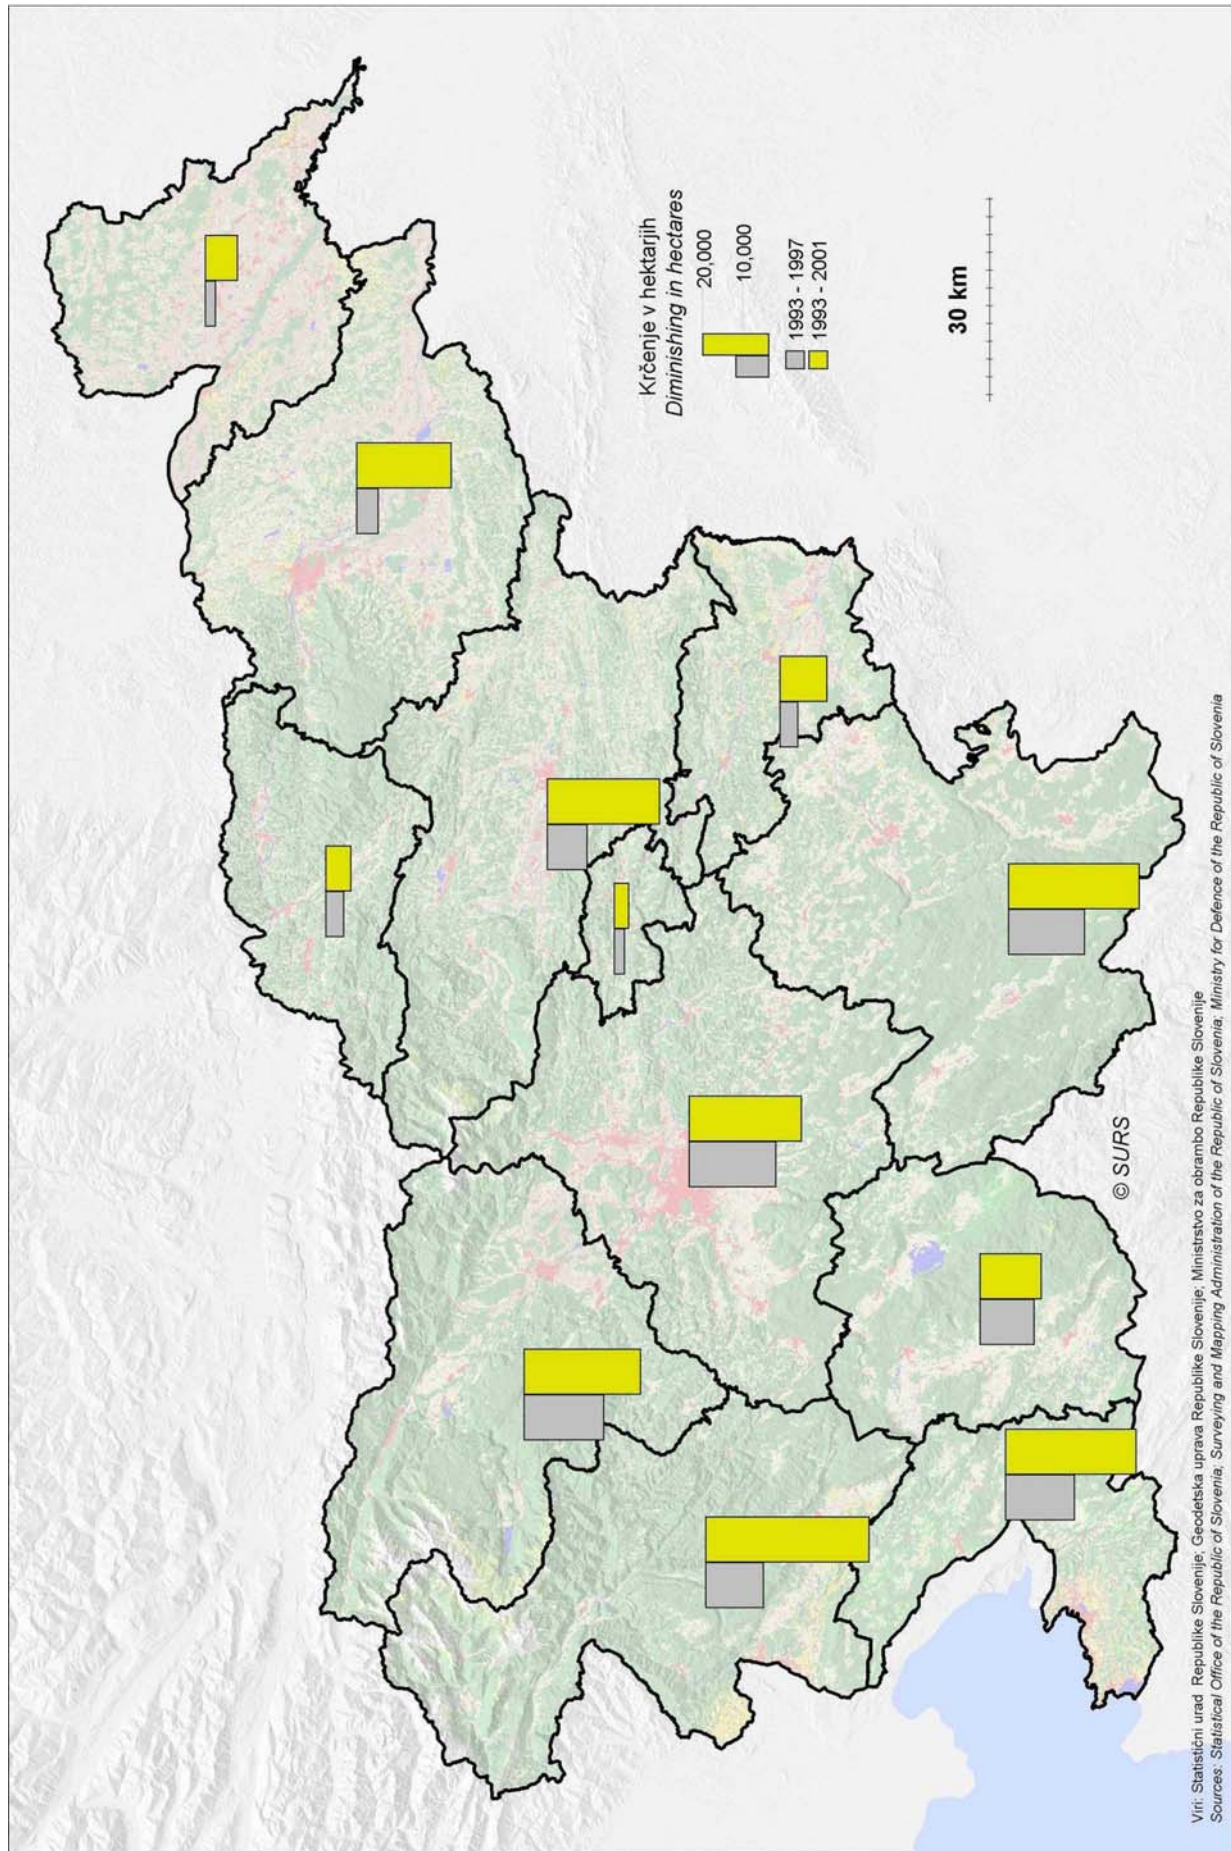 Krčenje v hektarjih
Diminishing in hectares
20,000
10,000
1993 - 1997
1993 - 2001
30 km
© SURS
Viri: Statistični urad Republike Slovenije; Geodetska uprava Republike Slovenije; Ministrstvo za obrambo Republike Slovenije
Sources: Statistical Office of the Republic of Slovenia; Surveying and Mapping Administration of the Republic of Slovenia; Ministry for Defence of the Republic of Slovenia